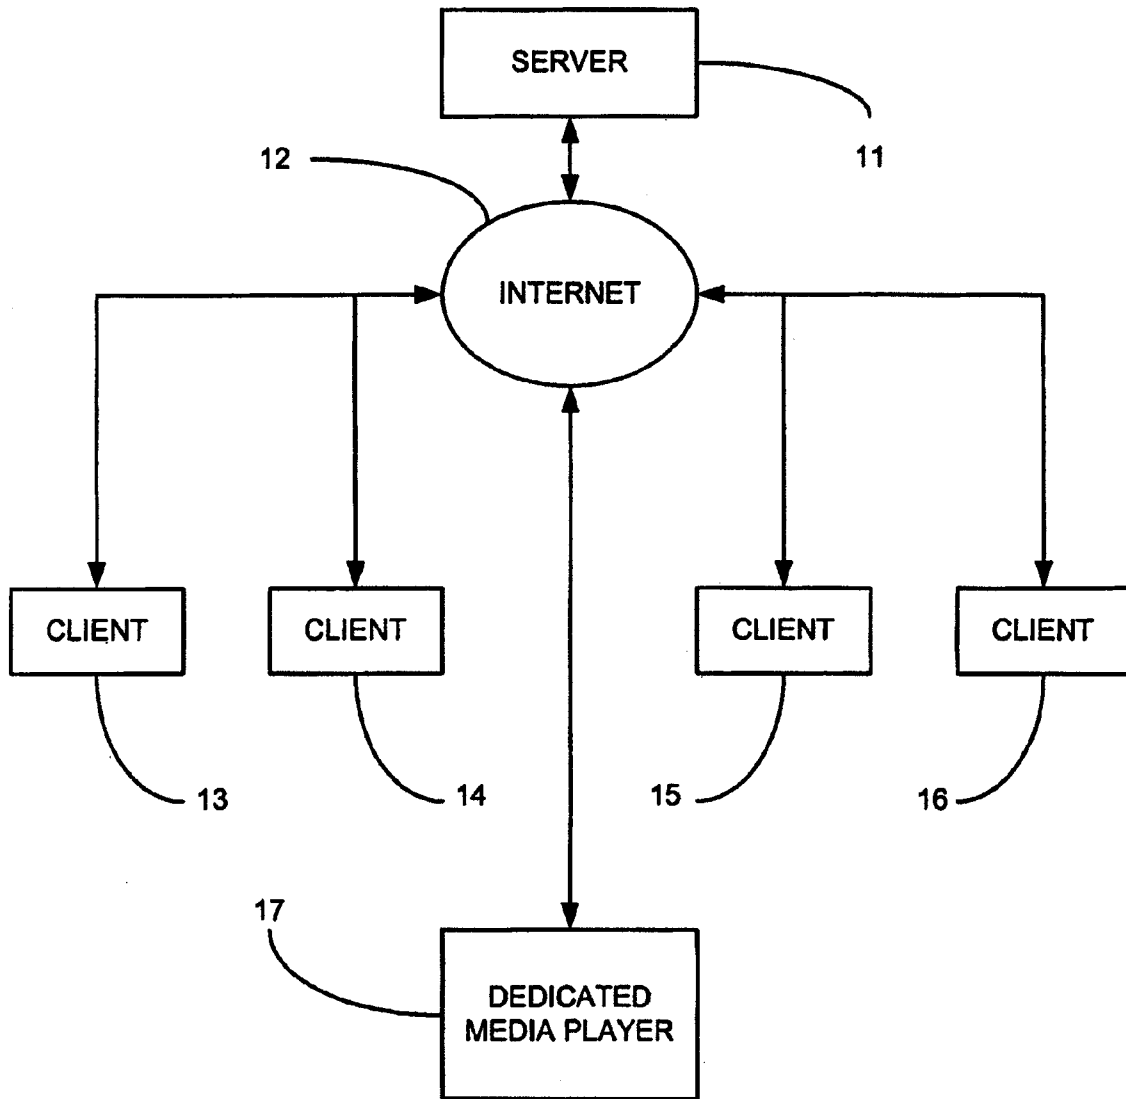 SERVER
12
11
INTERNET
CLIENT
CLIENT
CLIENT
CLIENT
13
14
15
16
17
DEDICATED
MEDIA PLAYER